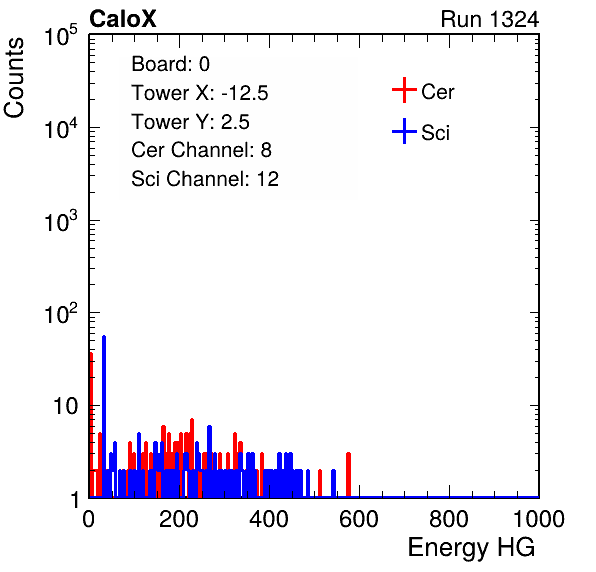 CaloX Run 1324
Counts
10^5
10^4
10^3
10^2
10
1
Board: 0
Tower X: -12.5
Tower Y: 2.5
Cer Channel: 8
Sci Channel: 12
Cer
Sci
0 200 400 600 800 1000
Energy HG